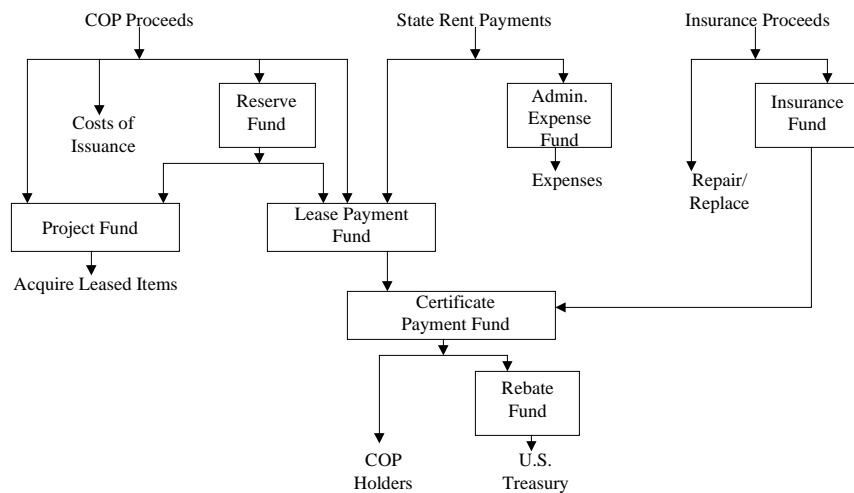 COP Proceeds
State Rent Payments
Insurance Proceeds
Reserve
Fund
Costs of
Issuance
Admin.
Expense
Fund
Insurance
Fund
Expenses
Repair/
Replace
Project Fund
Lease Payment
Fund
Acquire Leased Items
Certificate
Payment Fund
Rebate
Fund
COP
Holders
U.S.
Treasury